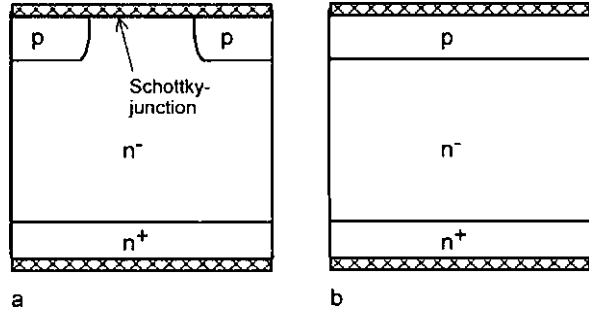 p p p
Schottky-
junction
n- n-
n+ n+
a b